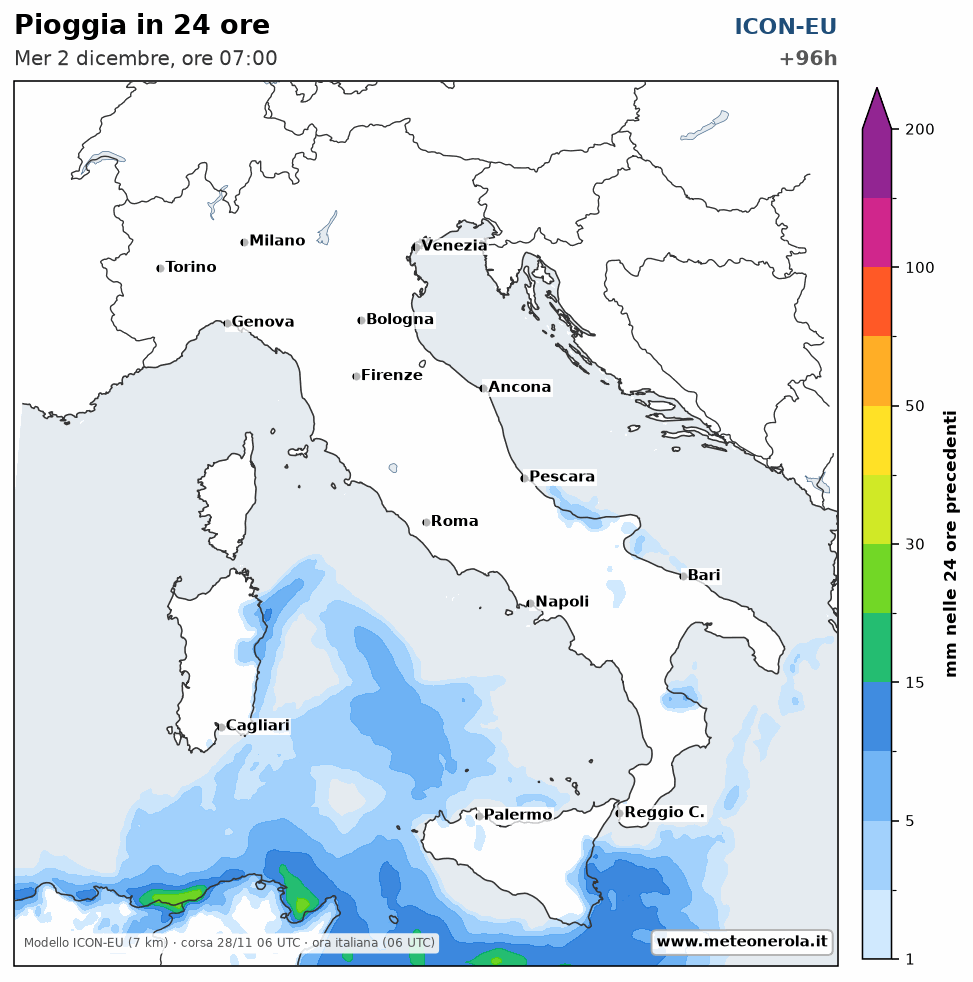 Pioggia in 24 ore
ICON-EU
Mer 2 dicembre, ore 07:00
+96h
200
100
50
30
15
5
1
mm nelle 24 ore precedenti
Milano
Venezia
Torino
Genova
Bologna
Firenze
Ancona
Pescara
Roma
Bari
Napoli
Cagliari
Palermo
Reggio C.
Modello ICON-EU (7 km) · corsa 28/11 06 UTC · ora italiana (06 UTC)
www.meteonerola.it